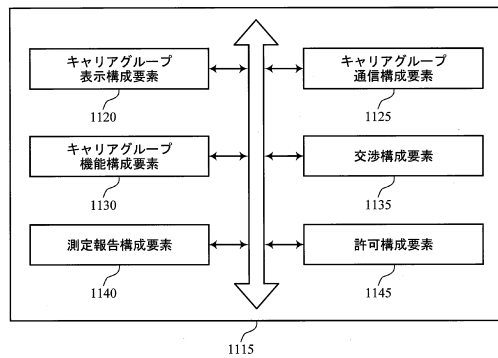 キャリアグループ
表示構成要素
1120
キャリアグループ
通信構成要素
1125
キャリアグループ
機能構成要素
1130
交渉構成要素
1135
測定報告構成要素
1140
許可構成要素
1145
1115